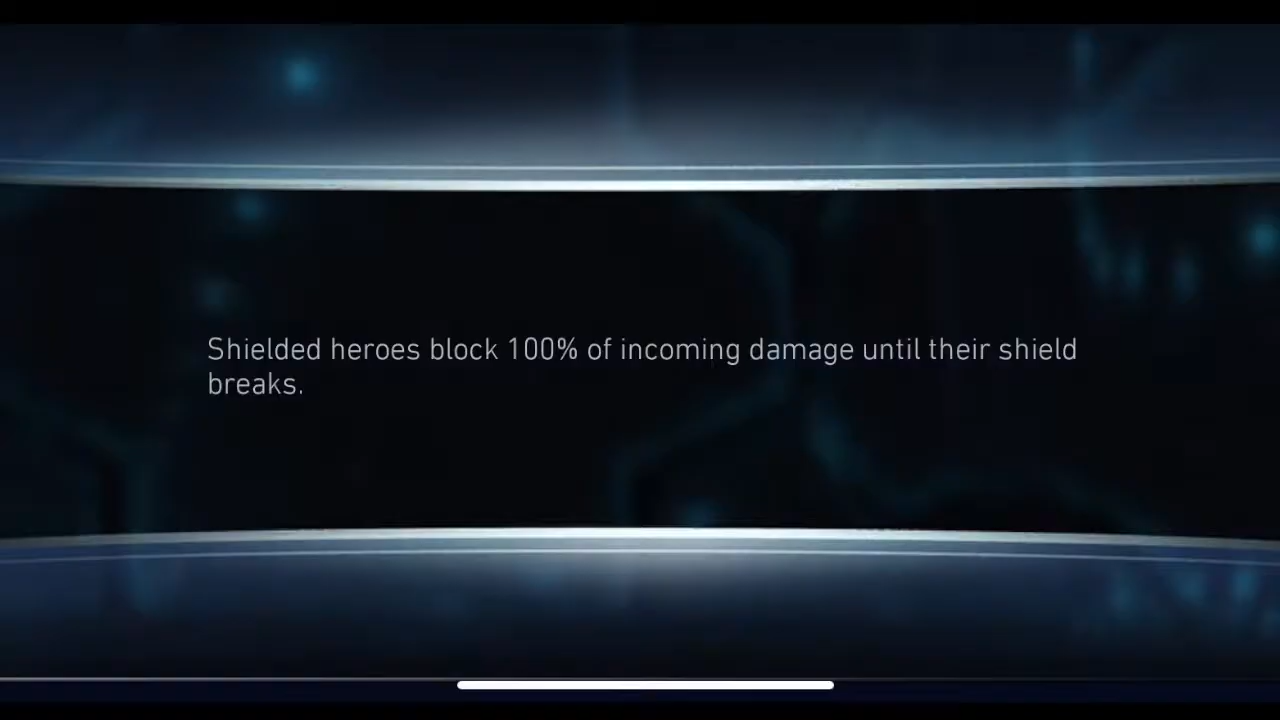 Shielded heroes block 100% of incoming damage until their shield
breaks.